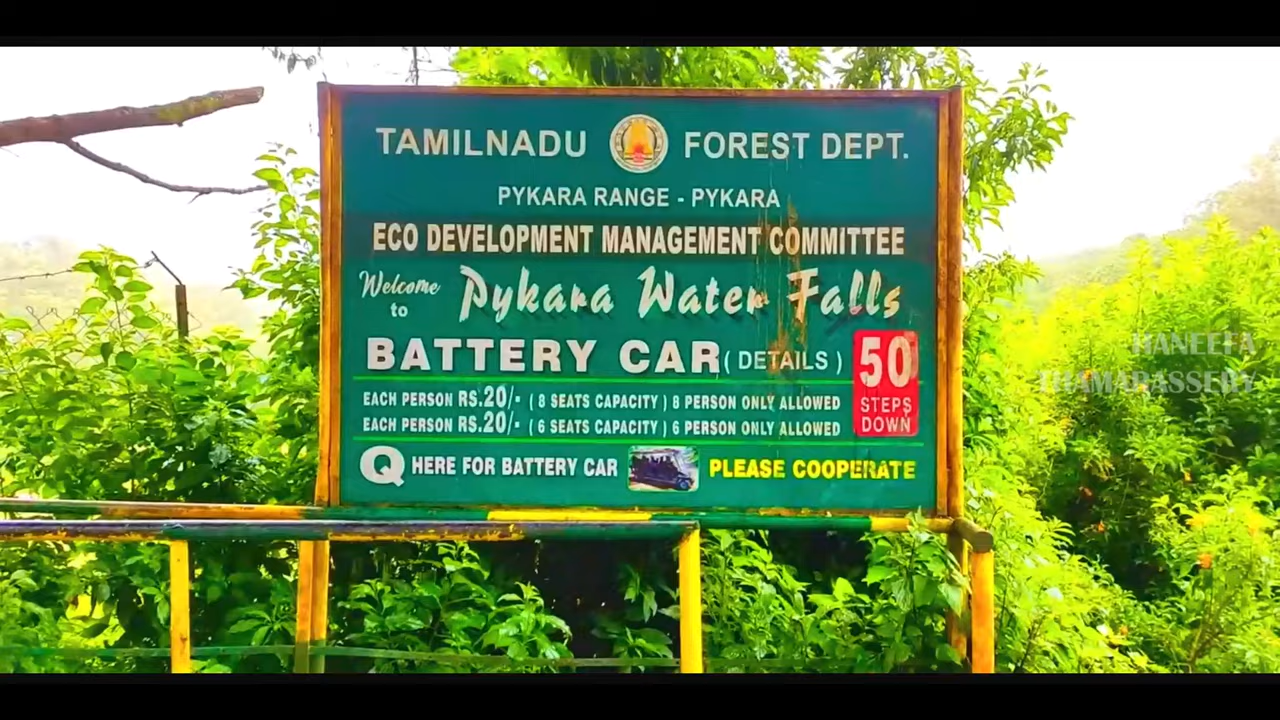 TAMILNADU FOREST DEPT.
PYKARA RANGE - PYKARA
ECO DEVELOPMENT MANAGEMENT COMMITTEE
Welcome to Pykara Water Falls
BATTERY CAR ( DETAILS )
50
STEPS
DOWN
EACH PERSON RS.20/- ( 8 SEATS CAPACITY ) 8 PERSON ONLY ALLOWED
EACH PERSON RS.20/- ( 6 SEATS CAPACITY ) 6 PERSON ONLY ALLOWED
Q HERE FOR BATTERY CAR PLEASE COOPERATE
HANEEFA
THAMARASSERY